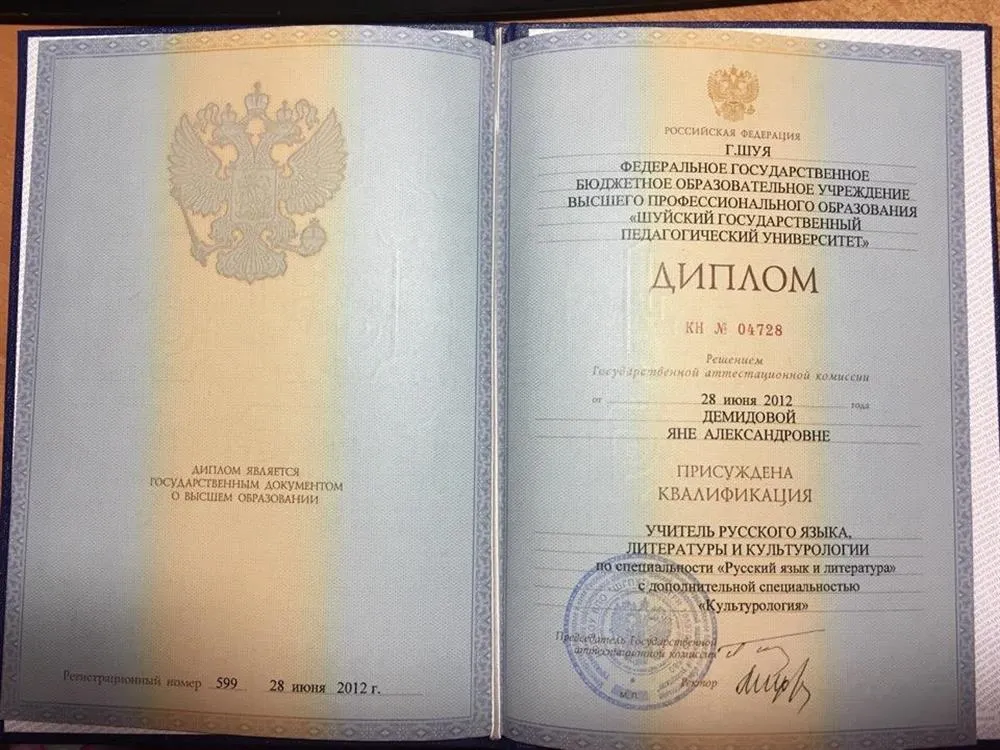 ДИПЛОМ ЯВЛЯЕТСЯ
ГОСУДАРСТВЕННЫМ ДОКУМЕНТОМ
О ВЫСШЕМ ОБРАЗОВАНИИ
Регистрационный номер 599 28 июня 2012 г.
РОССИЙСКАЯ ФЕДЕРАЦИЯ
Г.ШУЯ
ФЕДЕРАЛЬНОЕ ГОСУДАРСТВЕННОЕ
БЮДЖЕТНОЕ ОБРАЗОВАТЕЛЬНОЕ УЧРЕЖДЕНИЕ
ВЫСШЕГО ПРОФЕССИОНАЛЬНОГО ОБРАЗОВАНИЯ
«ШУЙСКИЙ ГОСУДАРСТВЕННЫЙ
ПЕДАГОГИЧЕСКИЙ УНИВЕРСИТЕТ»
ДИПЛОМ
КН № 04728
Решением
Государственной аттестационной комиссии
от 28 июня 2012 года
ДЕМИДОВОЙ
ЯНЕ АЛЕКСАНДРОВНЕ
ПРИСУЖДЕНА
КВАЛИФИКАЦИЯ
УЧИТЕЛЬ РУССКОГО ЯЗЫКА,
ЛИТЕРАТУРЫ И КУЛЬТУРОЛОГИИ
по специальности «Русский язык и литература»
с дополнительной специальностью
«Культурология»
Председатель Государственной
аттестационной комиссии
Ректор
М.П.